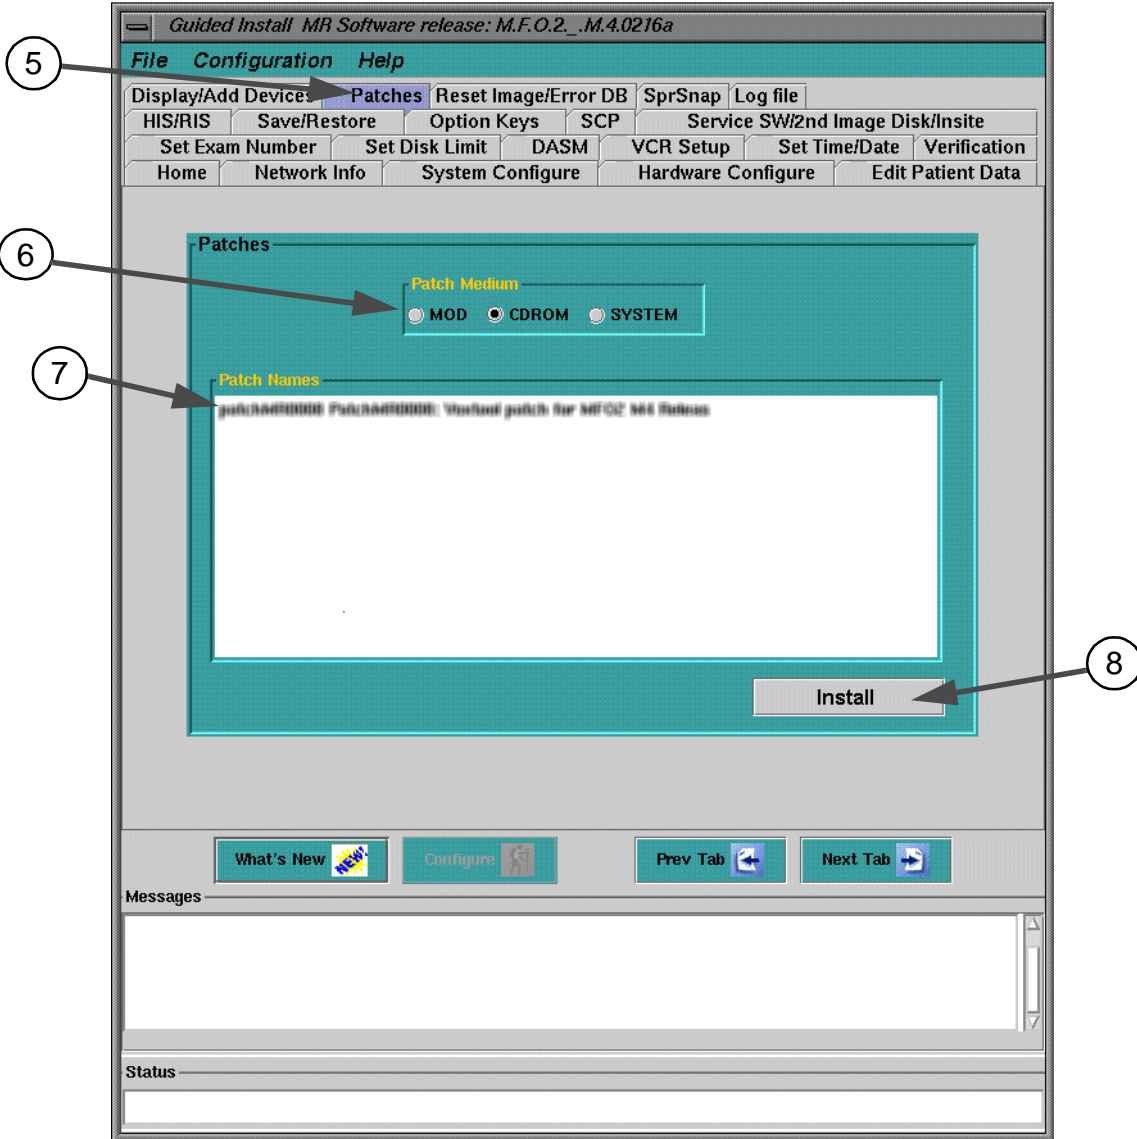 Guided Install MR Software release: M.F.O.2._.M.4.0216a
5
File Configuration Help
Display/Add Devices Patches Reset Image/Error DB SprSnap Log file
HIS/RIS Save/Restore Option Keys SCP Service SW/2nd Image Disk/Insite
Set Exam Number Set Disk Limit DASM VCR Setup Set Time/Date Verification
Home Network Info System Configure Hardware Configure Edit Patient Data
Patches
6
Patch Medium
MOD CDROM SYSTEM
7
Patch Names
patch for MFO2 M4
8
Install
What's New NEW! Configure Prev Tab Next Tab
Messages
Status